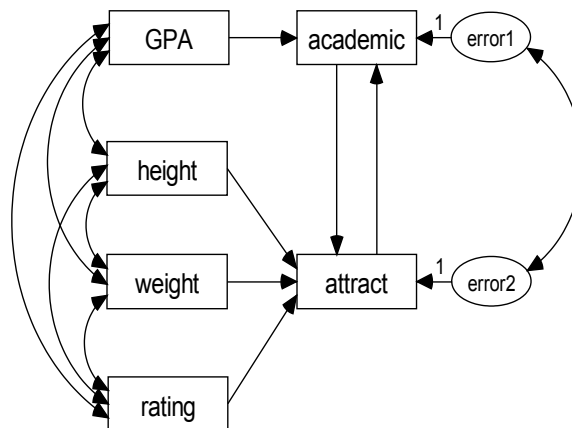 GPA
academic
1
error1
height
weight
attract
1
error2
rating